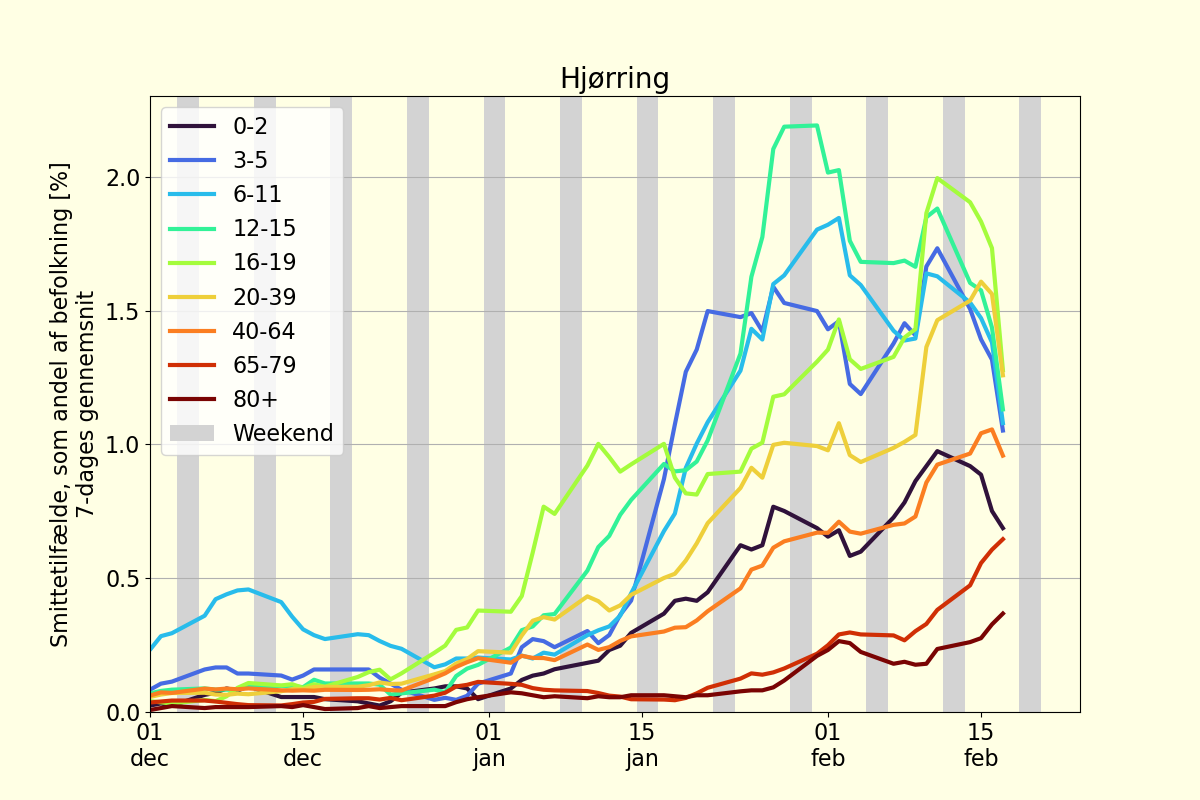 Hjørring
Smittetilfælde, som andel af befolkning [%]
7-dages gennemsnit
2.0
1.5
1.0
0.5
0.0
0-2
3-5
6-11
12-15
16-19
20-39
40-64
65-79
80+
Weekend
01 15 01 15 01 15
dec dec jan jan feb feb